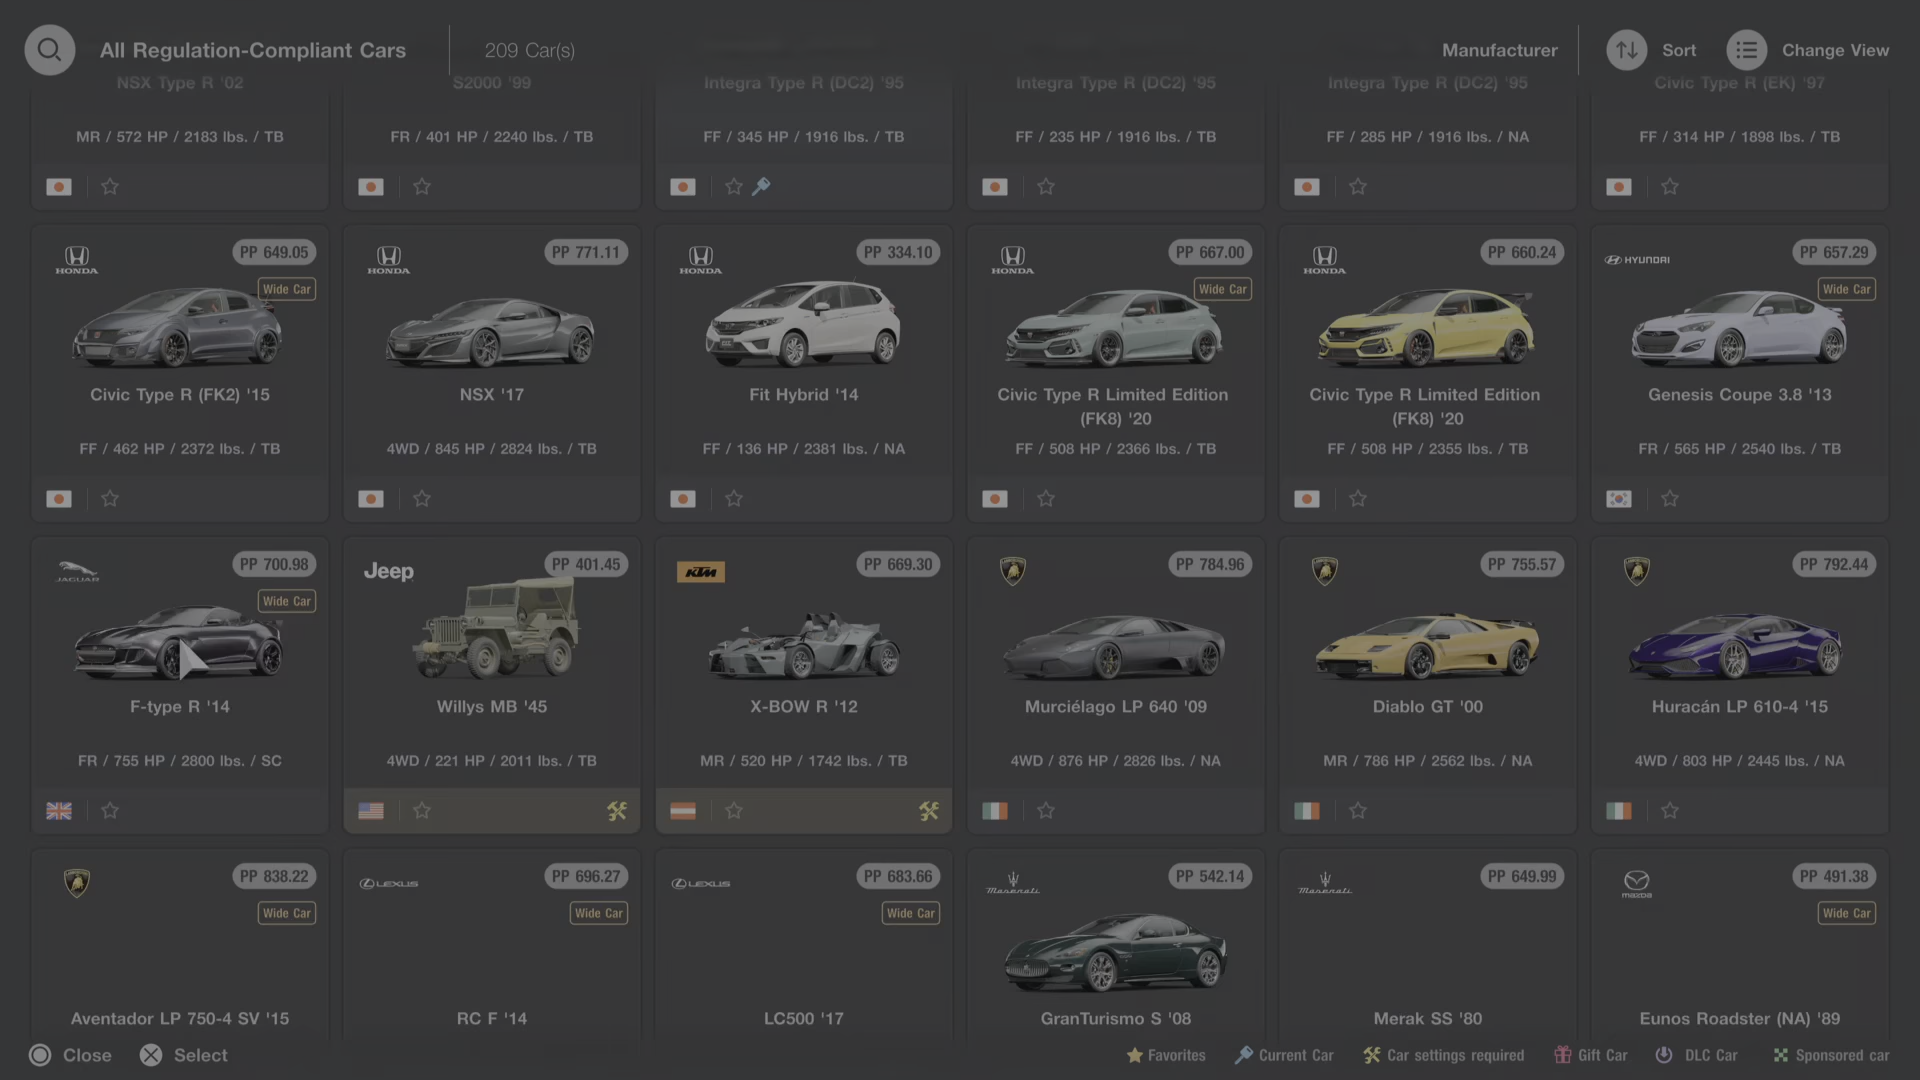 All Regulation-Compliant Cars
209 Car(s)
Manufacturer
Sort
Change View
NSX Type R '02
S2000 '99
Integra Type R (DC2) '95
Integra Type R (DC2) '95
Integra Type R (DC2) '95
Civic Type R (EK) '97
MR / 572 HP / 2183 lbs. / TB
FR / 401 HP / 2240 lbs. / TB
FF / 345 HP / 1916 lbs. / TB
FF / 235 HP / 1916 lbs. / TB
FF / 285 HP / 1916 lbs. / NA
FF / 314 HP / 1898 lbs. / TB
HONDA
PP 649.05
Wide Car
Civic Type R (FK2) '15
FF / 462 HP / 2372 lbs. / TB
HONDA
PP 771.11
NSX '17
4WD / 845 HP / 2824 lbs. / TB
HONDA
PP 334.10
Fit Hybrid '14
FF / 136 HP / 2381 lbs. / NA
HONDA
PP 667.00
Wide Car
Civic Type R Limited Edition
(FK8) '20
FF / 508 HP / 2366 lbs. / TB
HONDA
PP 660.24
Civic Type R Limited Edition
(FK8) '20
FF / 508 HP / 2355 lbs. / TB
HYUNDAI
PP 657.29
Wide Car
Genesis Coupe 3.8 '13
FR / 565 HP / 2540 lbs. / TB
JAGUAR
PP 700.98
Wide Car
F-type R '14
FR / 755 HP / 2800 lbs. / SC
Jeep
PP 401.45
Willys MB '45
4WD / 221 HP / 2011 lbs. / TB
KTM
PP 669.30
X-BOW R '12
MR / 520 HP / 1742 lbs. / TB
PP 784.96
Murciélago LP 640 '09
4WD / 876 HP / 2826 lbs. / NA
PP 755.57
Diablo GT '00
MR / 786 HP / 2562 lbs. / NA
PP 792.44
Huracán LP 610-4 '15
4WD / 803 HP / 2445 lbs. / NA
PP 838.22
Wide Car
Aventador LP 750-4 SV '15
LEXUS
PP 696.27
Wide Car
RC F '14
LEXUS
PP 683.66
Wide Car
LC500 '17
Maserati
PP 542.14
GranTurismo S '08
Maserati
PP 649.99
Merak SS '80
mazda
PP 491.38
Wide Car
Eunos Roadster (NA) '89
Close
Select
Favorites
Current Car
Car settings required
Gift Car
DLC Car
Sponsored car